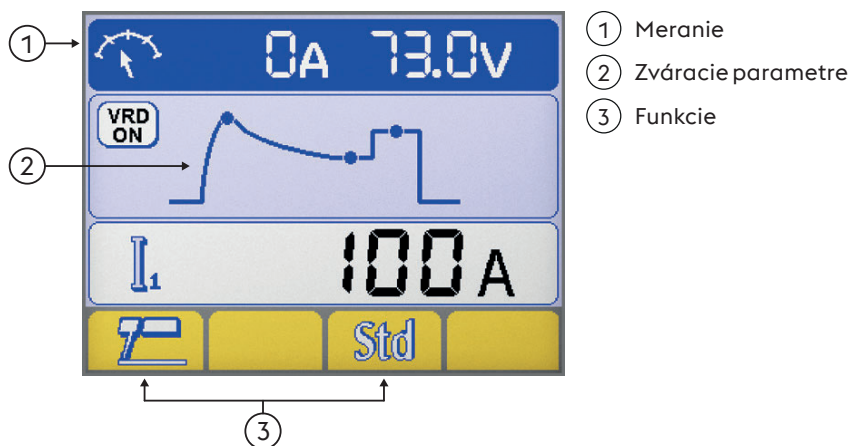 1 0A 73.0V 1 Meranie
2 Zváracie parametre
VRD
ON
3 Funkcie
2
I1 100A
Std
3